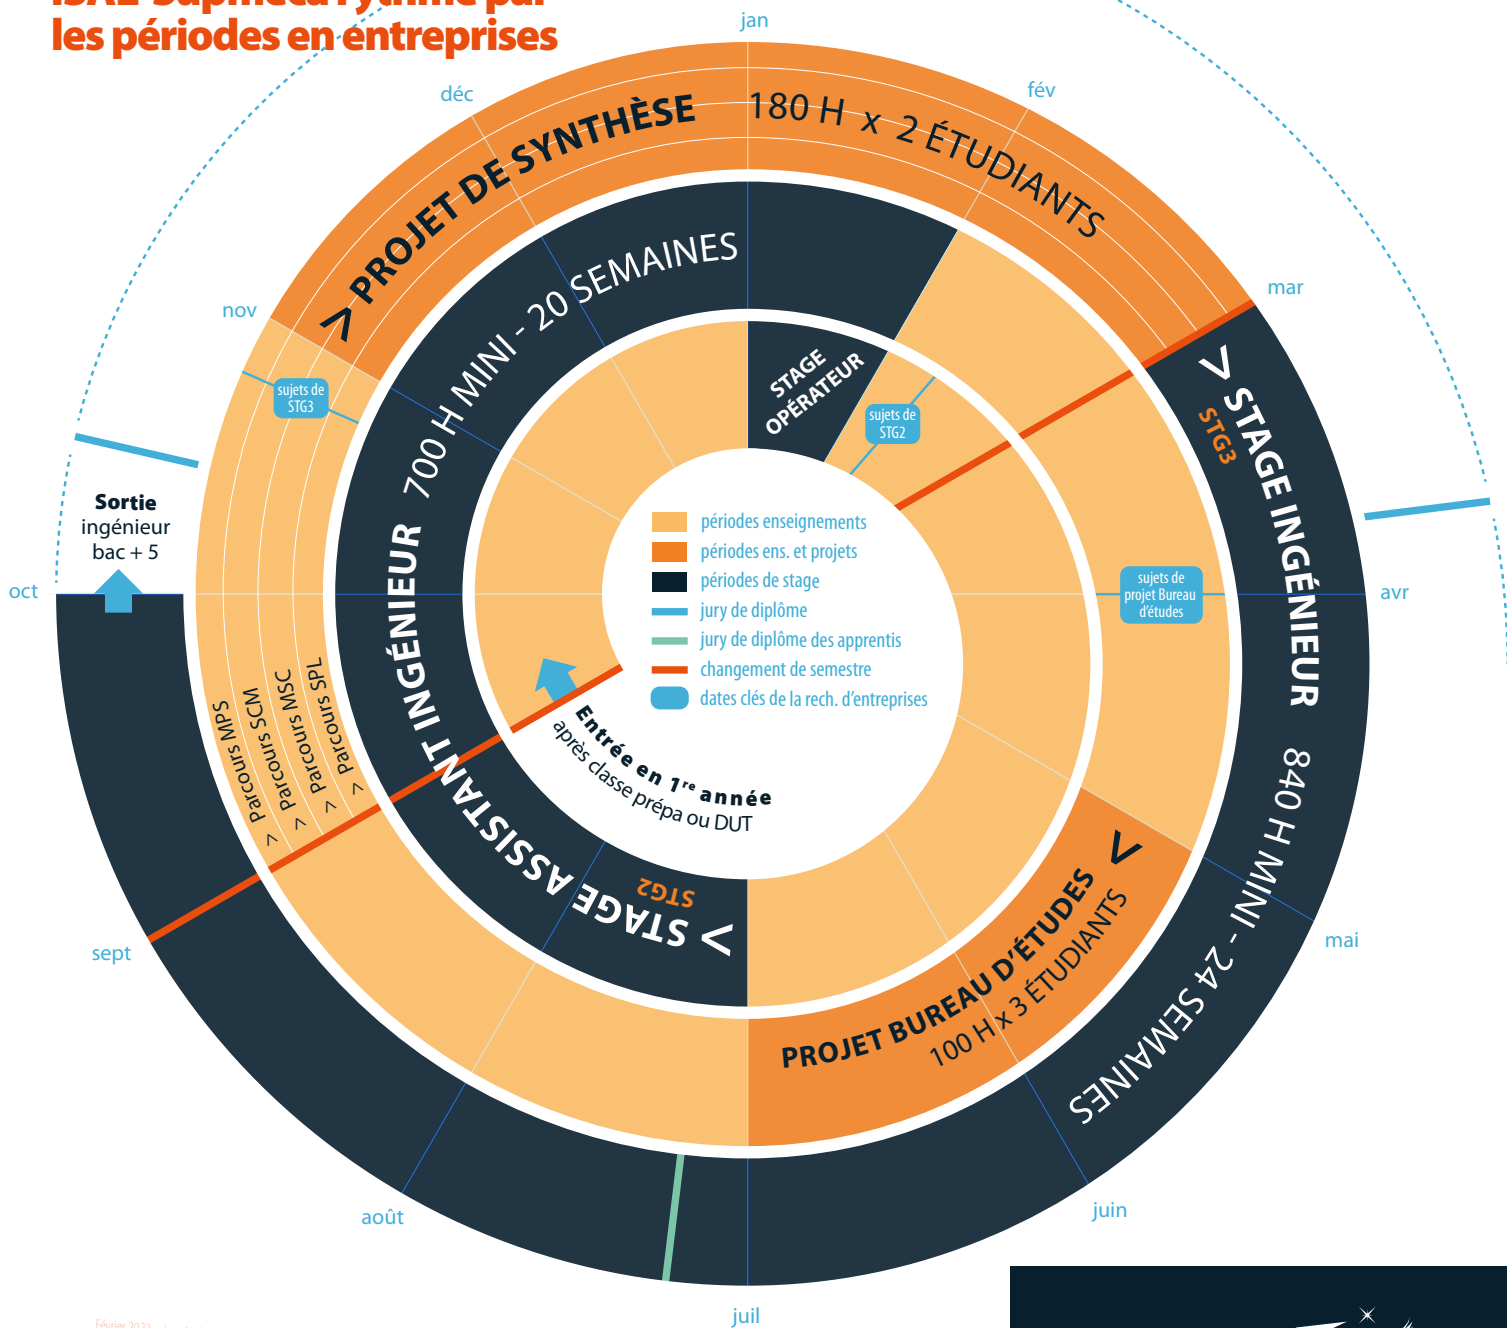 ISAE-Supméca rythmé par
les périodes en entreprises
jan
fév
mar
avr
mai
juin
juil
août
sept
oct
nov
déc
> PROJET DE SYNTHÈSE 180 H x 2 ÉTUDIANTS
> STAGE INGÉNIEUR 840 H MINI - 24 SEMAINES
STG3
sujets de
STG3
Sortie
ingénieur
bac + 5
> Parcours MPS
> Parcours SCM
> Parcours MSC
> Parcours SPL
> STAGE ASSISTANT INGÉNIEUR 700 H MINI - 20 SEMAINES
STG2
STAGE
OPÉRATEUR
sujets de
STG2
sujets de
projet Bureau
d'études
>
PROJET BUREAU D'ÉTUDES
100 H x 3 ÉTUDIANTS
périodes enseignements
périodes ens. et projets
périodes de stage
jury de diplôme
jury de diplôme des apprentis
changement de semestre
dates clés de la rech. d'entreprises
Entrée en 1re année
après classe prépa ou DUT